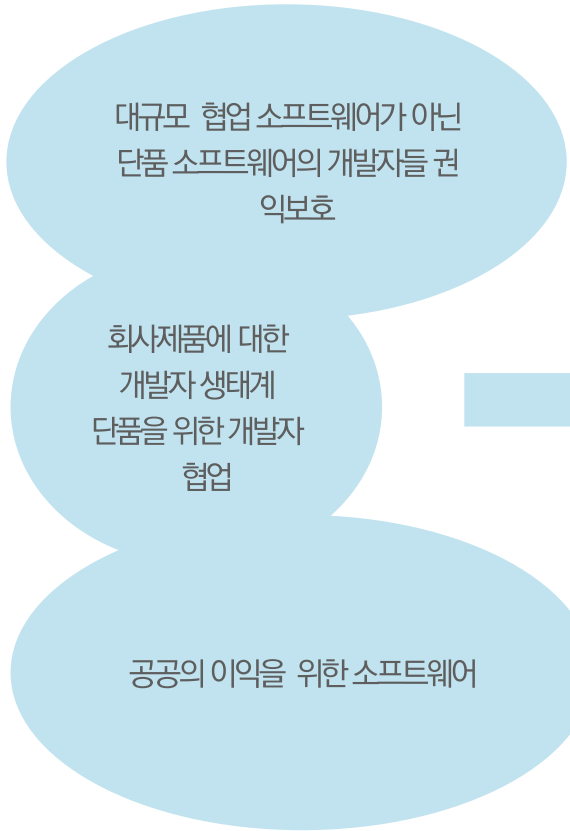 대규모 협업 소프트웨어가 아닌
단품 소프트웨어의 개발자들 권
익보호
회사제품에 대한
개발자 생태계
단품을 위한 개발자
협업
공공의 이익을 위한 소프트웨어